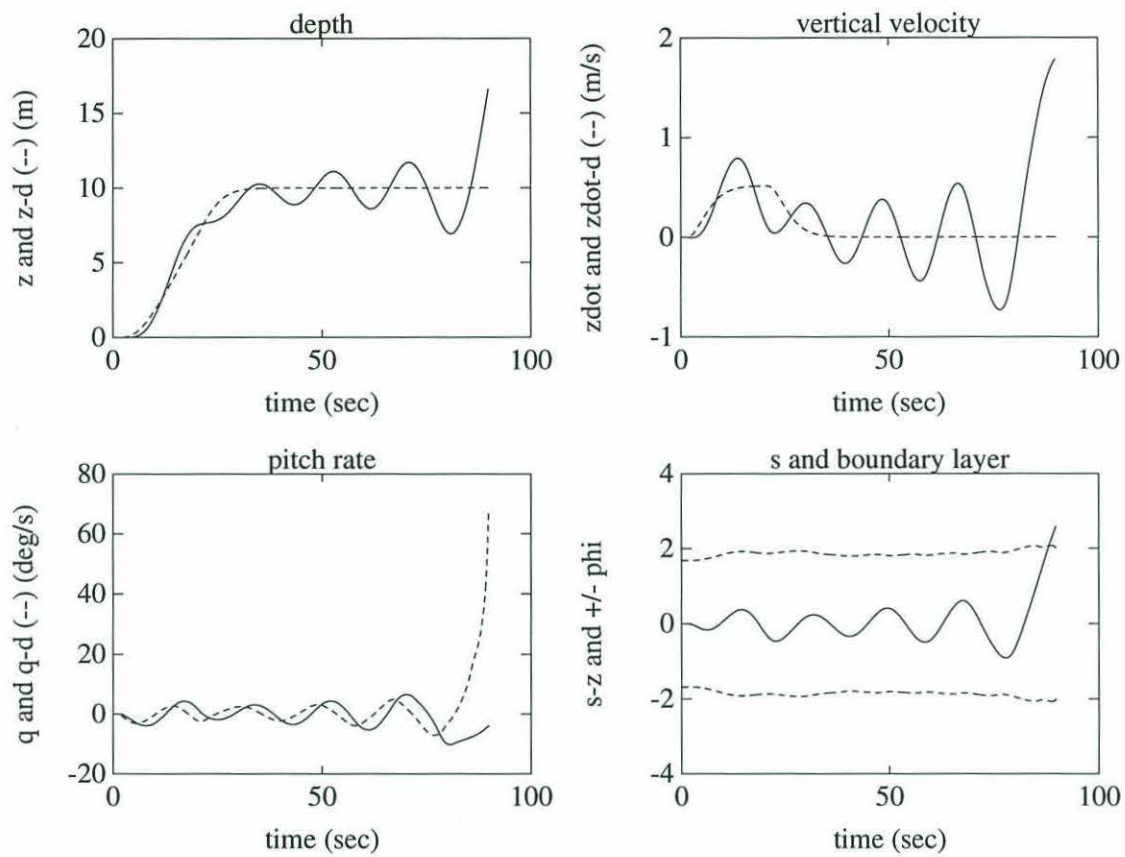 depth
z and z-d (--) (m)
20
15
10
5
0
0
50
100
time (sec)
vertical velocity
zdot and zdot-d (--) (m/s)
2
1
0
-1
0
50
100
time (sec)
pitch rate
q and q-d (--) (deg/s)
80
60
40
20
0
-20
0
50
100
time (sec)
s and boundary layer
s-z and +/- phi
4
2
0
-2
-4
0
50
100
time (sec)